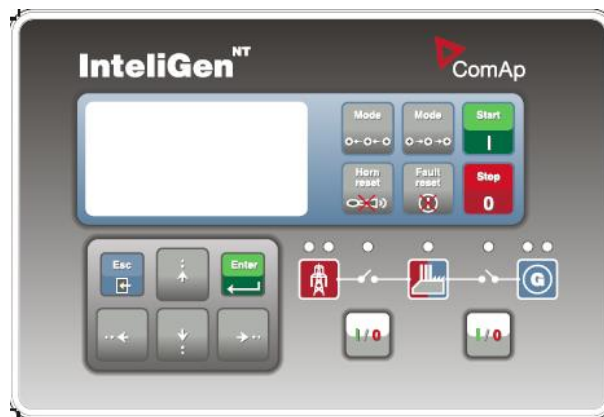 InteliGen NT
ComAp
Mode
Mode
Start
I
Horn reset
Fault reset
Stop
0
Esc
Enter
G
I/0
I/0